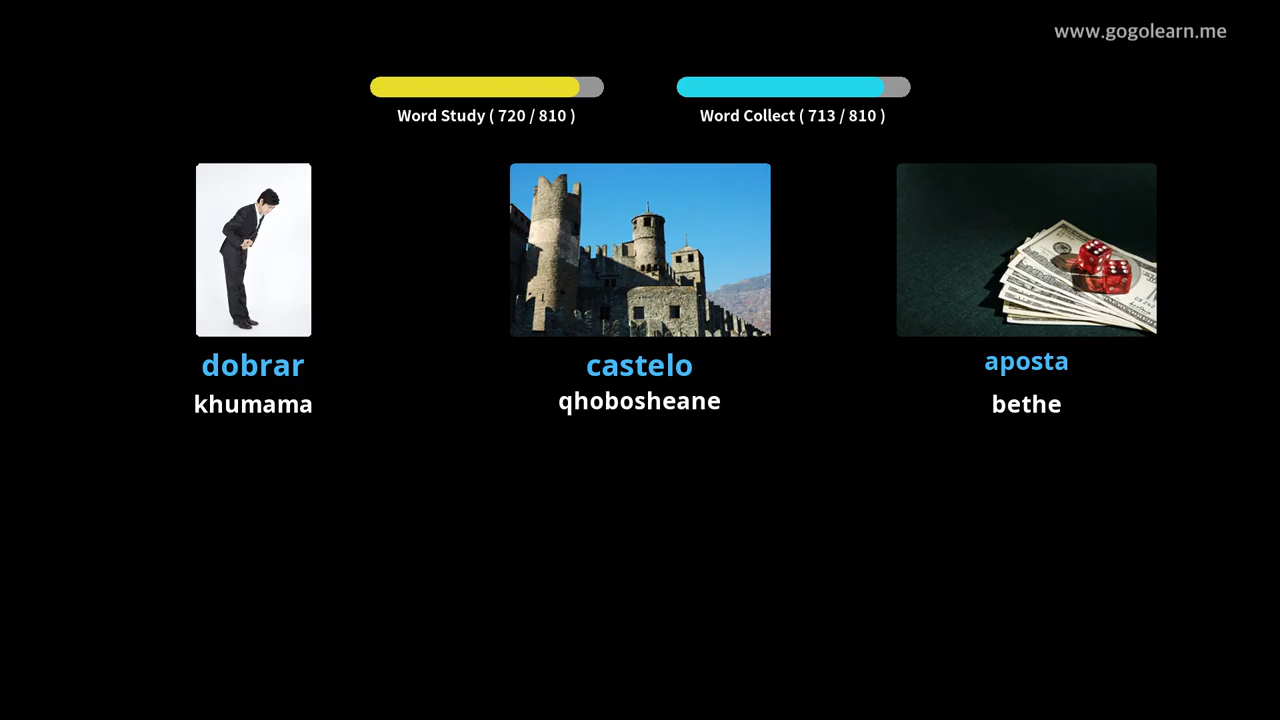 www.gogolearn.me
Word Study ( 720 / 810 )
Word Collect ( 713 / 810 )
dobrar
khumama
castelo
qhobosheane
aposta
bethe